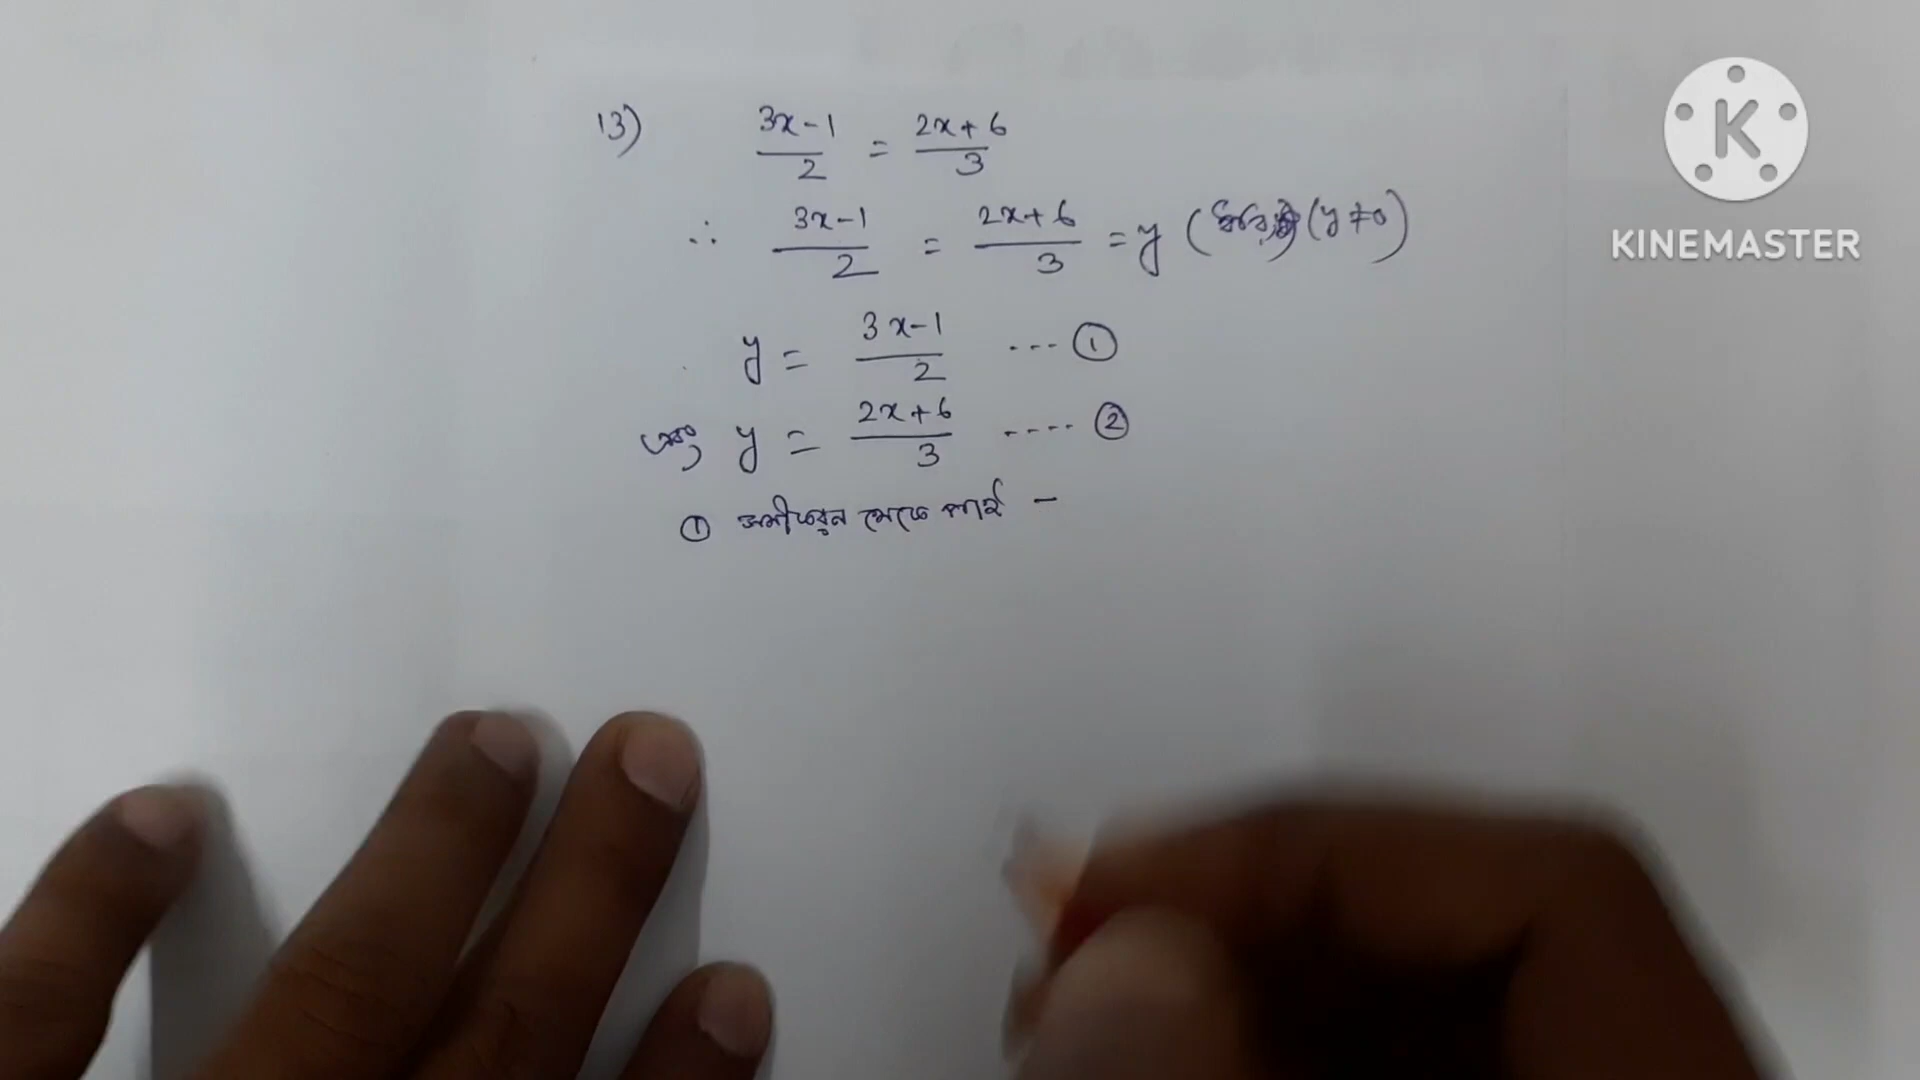 13) (3x-1)/2 = (2x+6)/3
∴ (3x-1)/2 = (2x+6)/3 = y ( (y≠0)
y = (3x-1)/2 --- ①
এবং y = (2x+6)/3 ---- ②
① সমীকরন থেকে পাই -
K
KINEMASTER